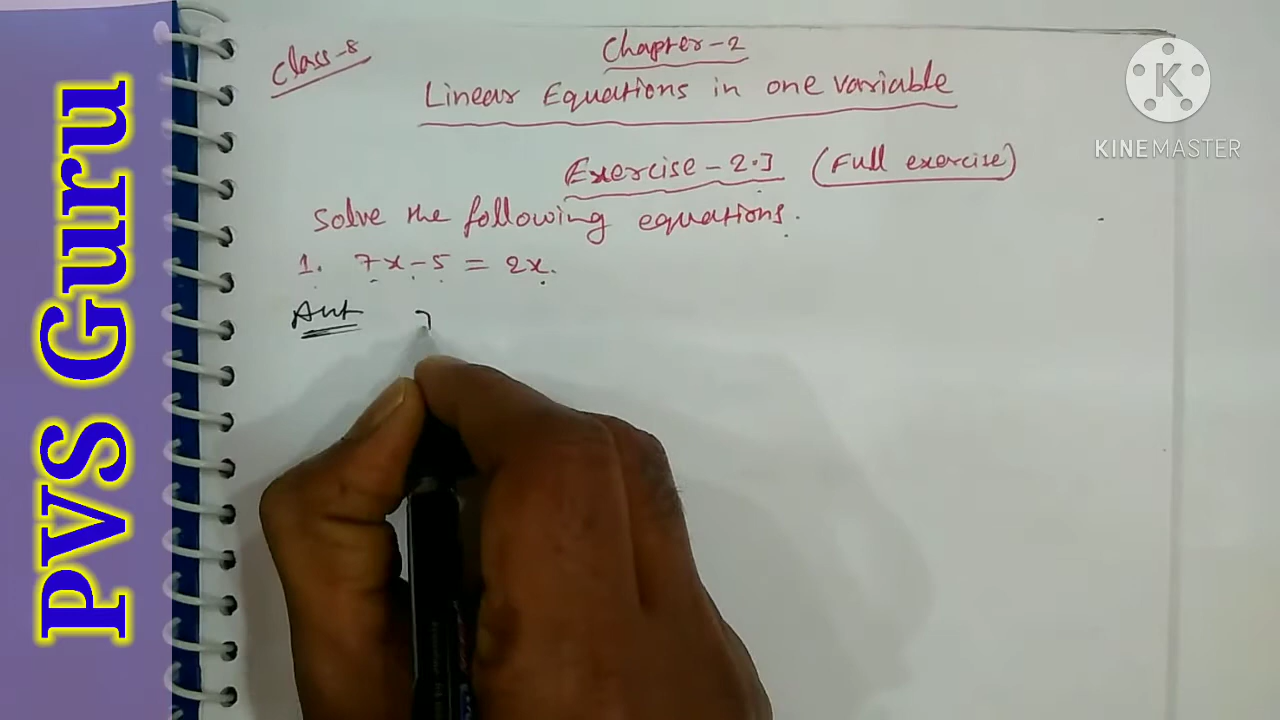 PVS Guru
Class-8
Chapter-2
Linear Equations in one variable
Exercise-2.3 (Full exercise)
Solve the following equations.
1. 7x-5 = 2x.
Ans 7
K
KINEMASTER